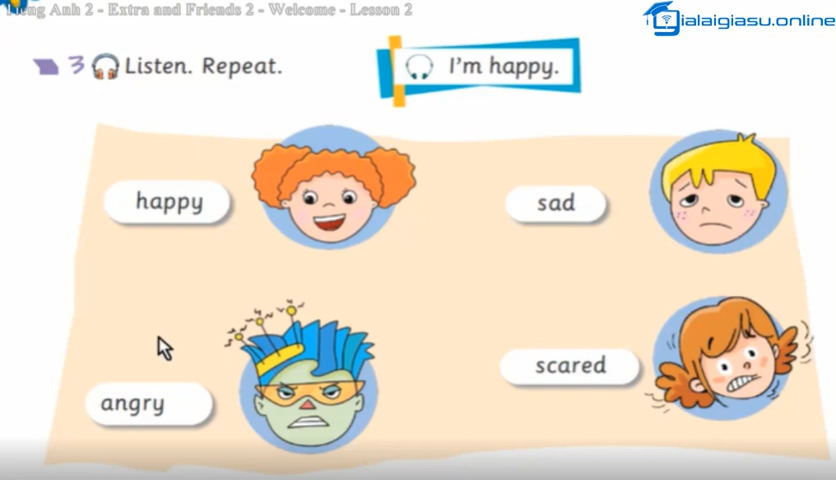 Tiếng Anh 2 - Extra and Friends 2 - Welcome - Lesson 2
Gialaigiasu.online
3 Listen. Repeat.
I'm happy.
happy
sad
angry
scared